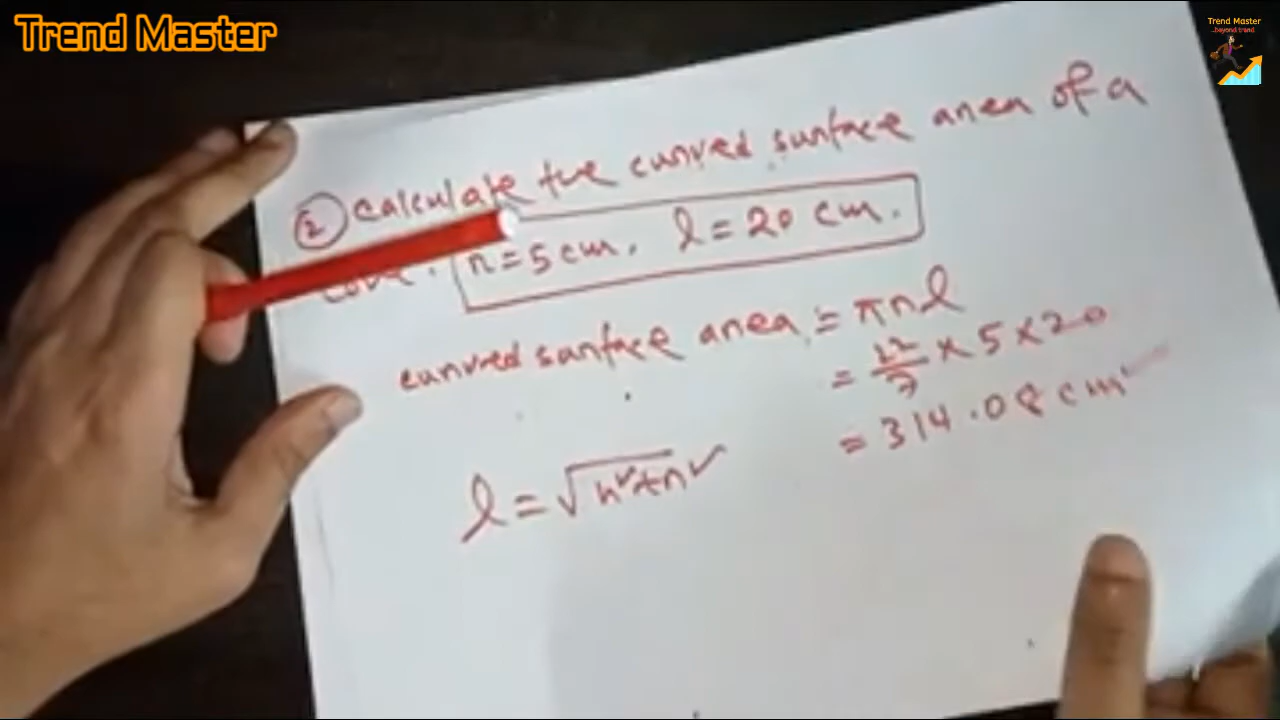 Trend Master
Trend Master
..beyond trend
② Calculate the curved surface area of a
cone. r = 5 cm, l = 20 cm.
curved surface area = πrl
= 22/7 × 5 × 20
= 314.08 cm²
l = √h²+r²